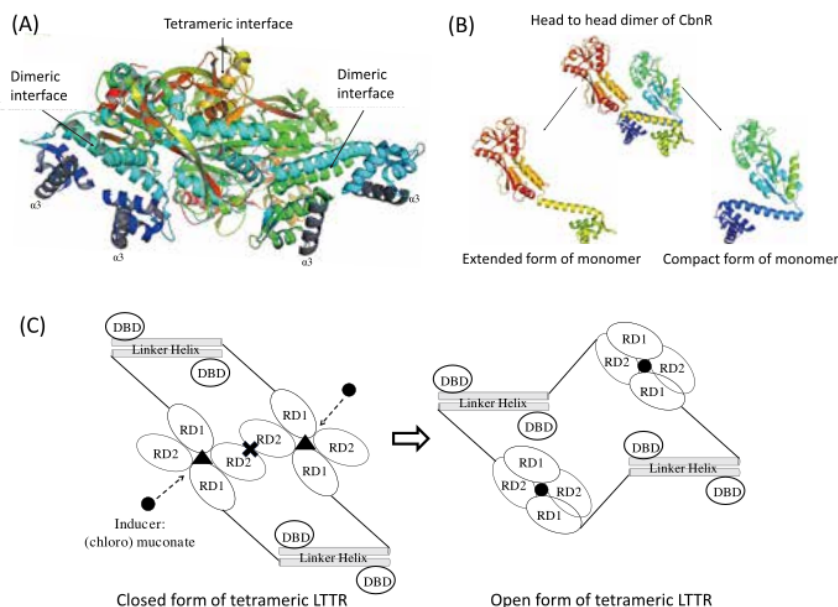 (A)
Tetrameric interface
Dimeric
interface
Dimeric
interface
α3
α3
α3
α3
(B)
Head to head dimer of CbnR
Extended form of monomer
Compact form of monomer
(C)
DBD
Linker Helix
DBD
RD1
RD1
RD2
RD2
RD2
RD2
RD1
RD1
Inducer:
(chloro) muconate
DBD
Linker Helix
DBD
Closed form of tetrameric LTTR
RD1
RD2
RD2
RD1
DBD
Linker Helix
DBD
DBD
RD1
RD2
RD2
RD1
Linker Helix
DBD
Open form of tetrameric LTTR